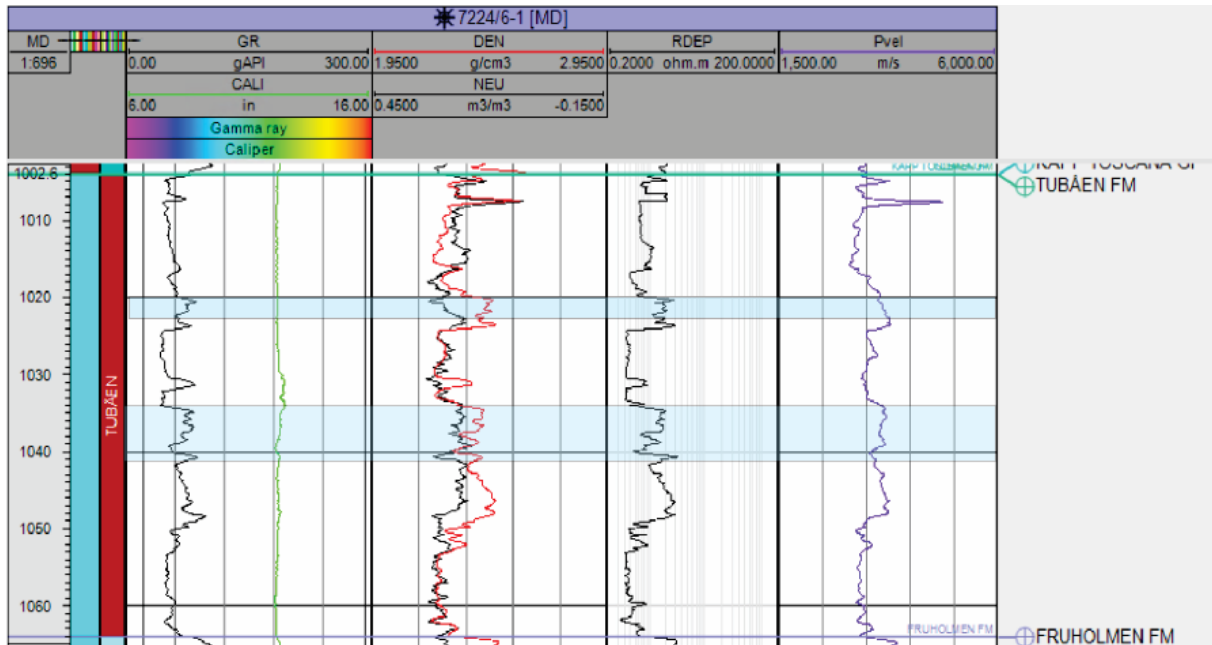 7224/6-1 [MD]
MD GR DEN RDEP Pvel
1:696 0.00 gAPI 300.00 1.9500 g/cm3 2.9500 0.2000 ohm.m 200.0000 1,500.00 m/s 6,000.00
CALI NEU
6.00 in 16.00 0.4500 m3/m3 -0.1500
Gamma ray
Caliper
1002.6
TUBÅEN FM
1010
1020
1030
TUBÅEN
1040
1050
1060
FRUHOLMEN FM
FRUHOLMEN FM